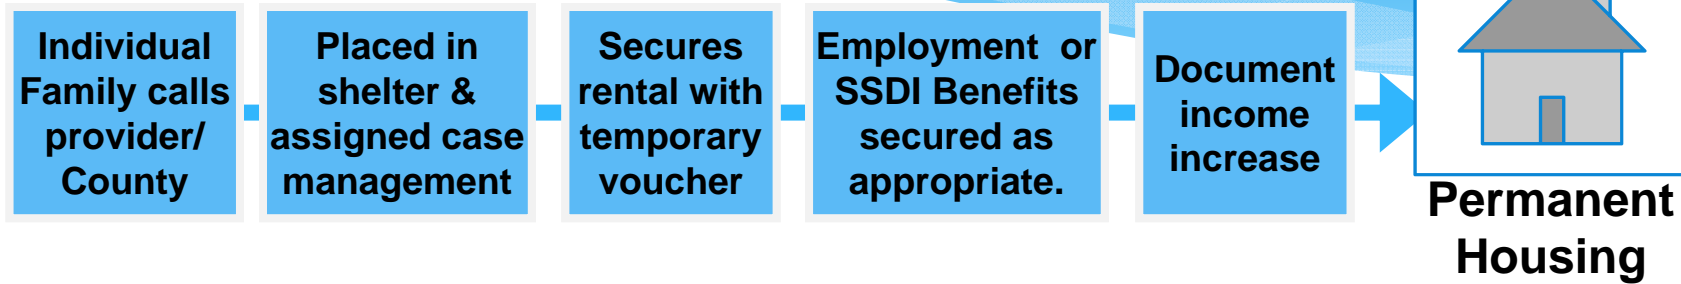 Individual
Family calls
provider/
County
Placed in
shelter &
assigned case
management
Secures
rental with
temporary
voucher
Employment or
SSDI Benefits
secured as
appropriate.
Document
income
increase
Permanent
Housing